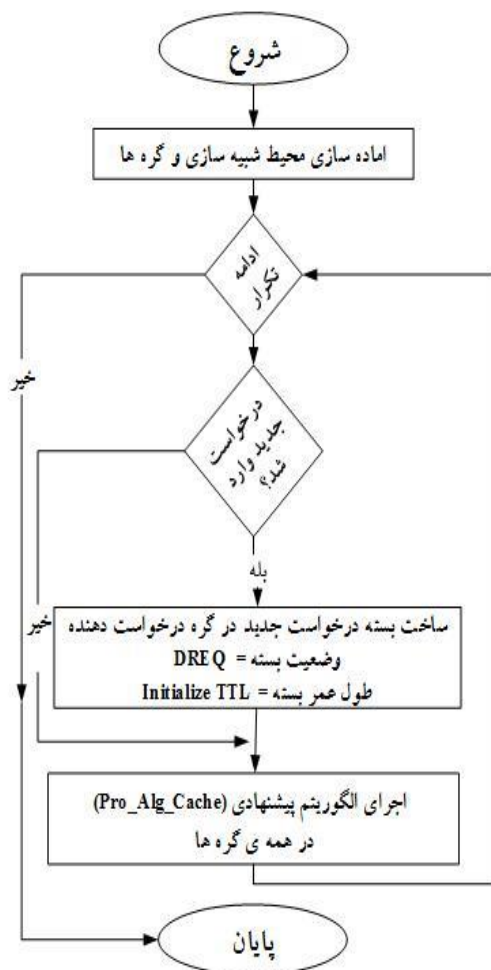 شروع
اماده سازی محیط شبیه سازی و گره ها
ادامه
تکرار
خیر
درخواست
جدید وارد
شد؟
بله
خیر
ساخت بسته درخواست جدید در گره درخواست دهنده
وضعیت بسته = DREQ
طول عمر بسته = Initialize TTL
اجرای الگوریتم پیشنهادی (Pro_Alg_Cache)
در همه ی گره ها
پایان